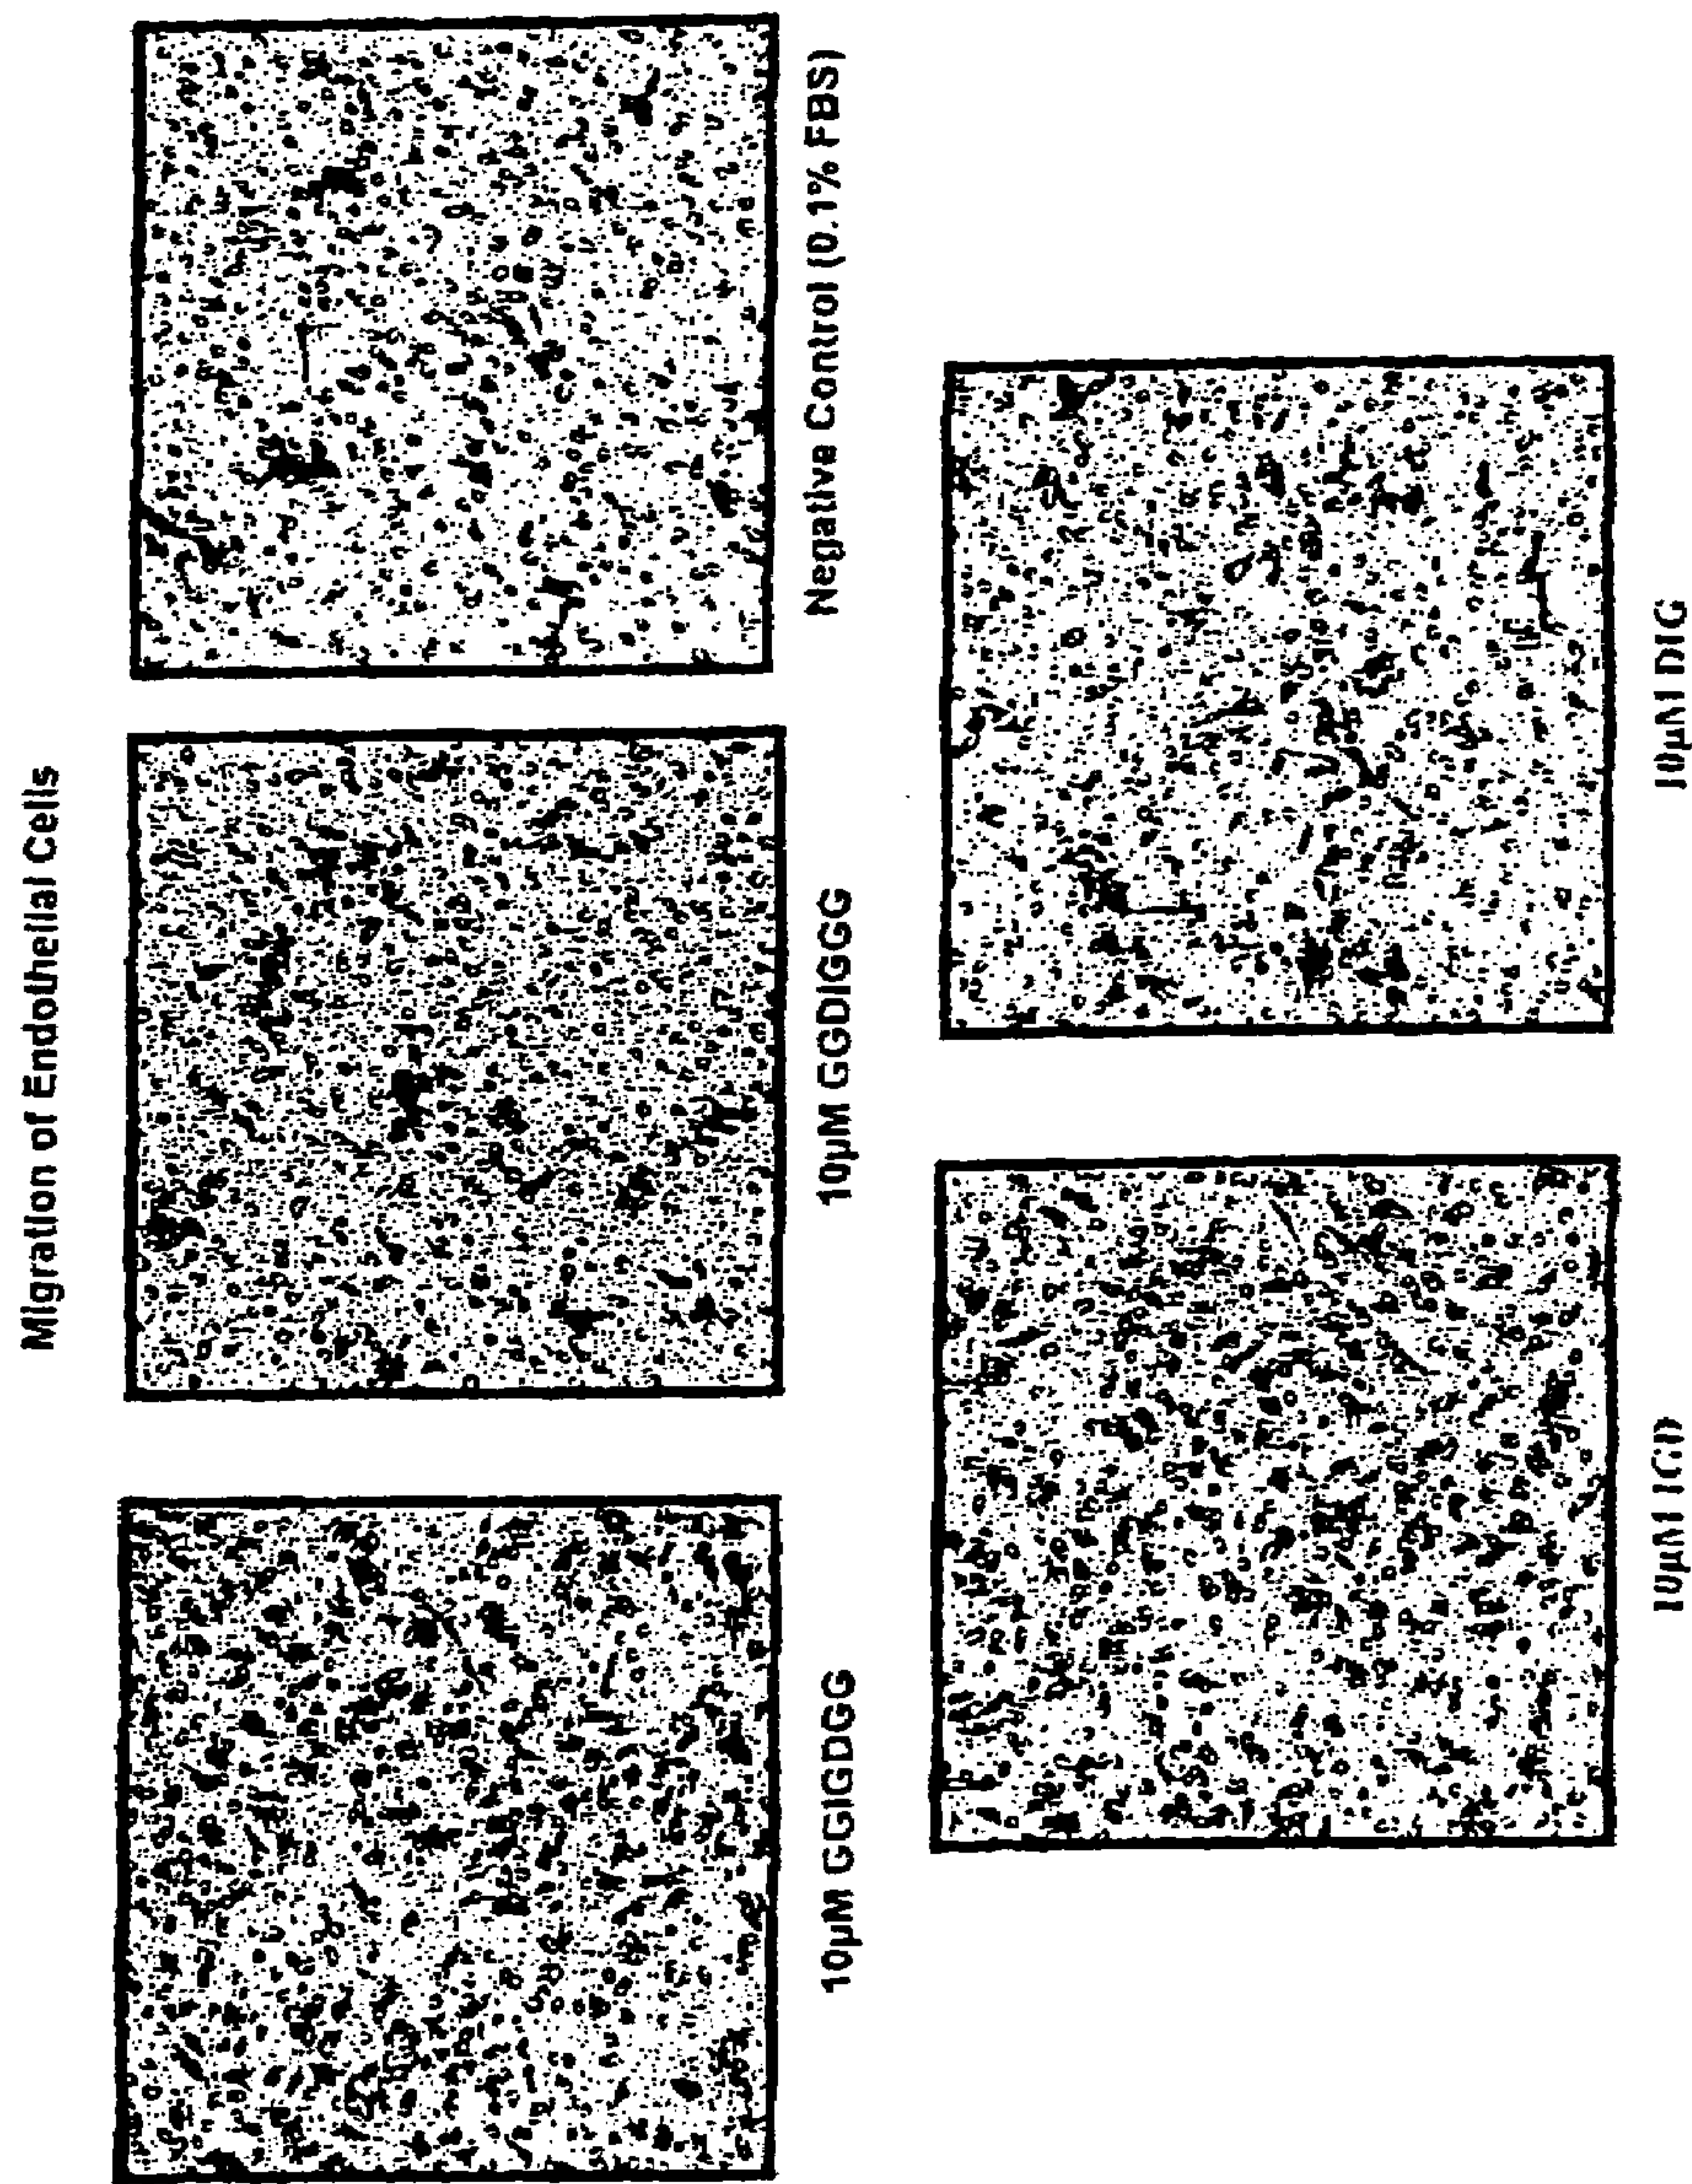 Migration of Endothelial Cells
10µM GGIGDGG
10µM GGDIGGG
Negative Control (0.1% FBS)
10µM IGD
10µM DIG